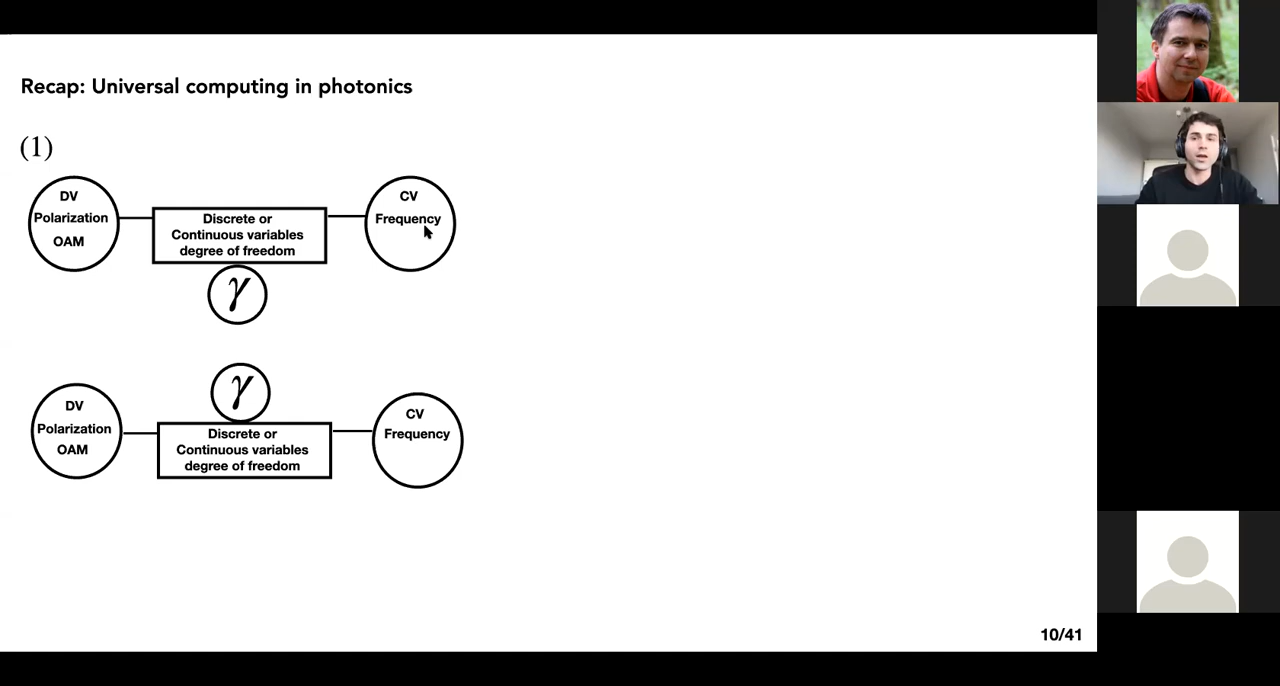 Recap: Universal computing in photonics
(1)
DV
Polarization
OAM
Discrete or
Continuous variables
degree of freedom
γ
CV
Frequency
γ
DV
Polarization
OAM
Discrete or
Continuous variables
degree of freedom
CV
Frequency
10/41